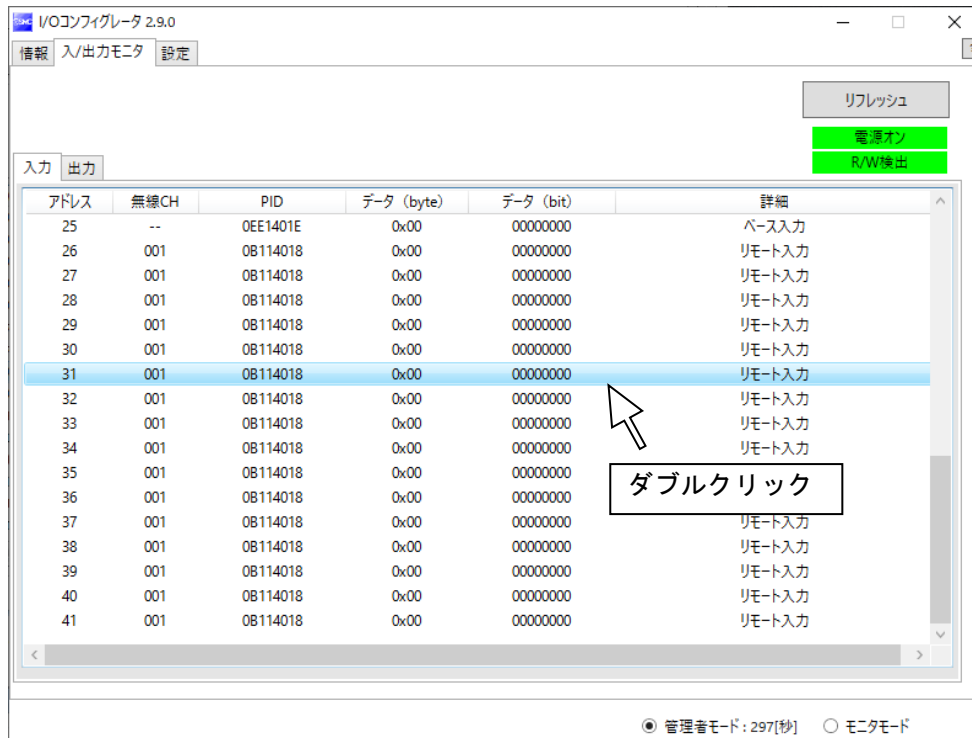 I/Oコンフィグレータ 2.9.0
情報 入/出力モニタ 設定
リフレッシュ
電源オン
R/W検出
入力 出力
アドレス 無線CH PID データ (byte) データ (bit) 詳細
25 -- 0EE1401E 0x00 00000000 ベース入力
26 001 0B114018 0x00 00000000 リモート入力
27 001 0B114018 0x00 00000000 リモート入力
28 001 0B114018 0x00 00000000 リモート入力
29 001 0B114018 0x00 00000000 リモート入力
30 001 0B114018 0x00 00000000 リモート入力
31 001 0B114018 0x00 00000000 リモート入力
32 001 0B114018 0x00 00000000 リモート入力
33 001 0B114018 0x00 00000000 リモート入力
34 001 0B114018 0x00 00000000 リモート入力
35 001 0B114018 0x00 00000000
ダブルクリック
36 001 0B114018 0x00 00000000
37 001 0B114018 0x00 00000000 リモート入力
38 001 0B114018 0x00 00000000 リモート入力
39 001 0B114018 0x00 00000000 リモート入力
40 001 0B114018 0x00 00000000 リモート入力
41 001 0B114018 0x00 00000000 リモート入力
管理者モード : 297[秒] モニタモード